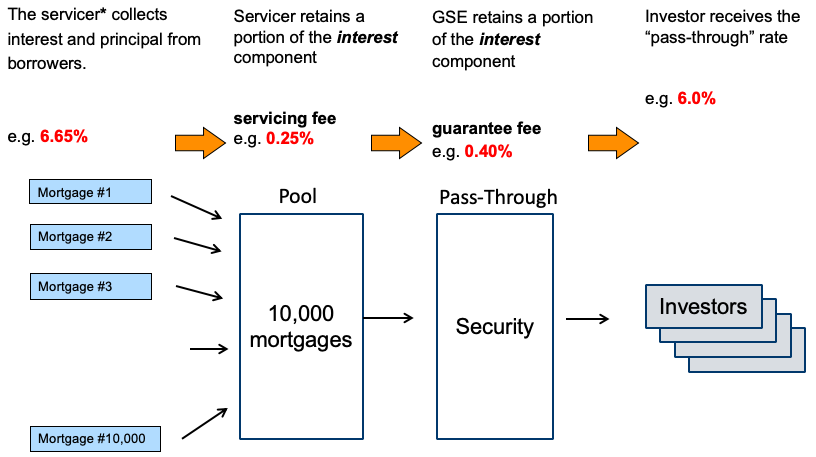 The servicer* collects
interest and principal from
borrowers.
e.g. 6.65%
Servicer retains a
portion of the interest
component
servicing fee
e.g. 0.25%
GSE retains a portion
of the interest
component
guarantee fee
e.g. 0.40%
Investor receives the
“pass-through” rate
e.g. 6.0%
Mortgage #1
Mortgage #2
Mortgage #3
Mortgage #10,000
Pool
10,000
mortgages
Pass-Through
Security
Investors